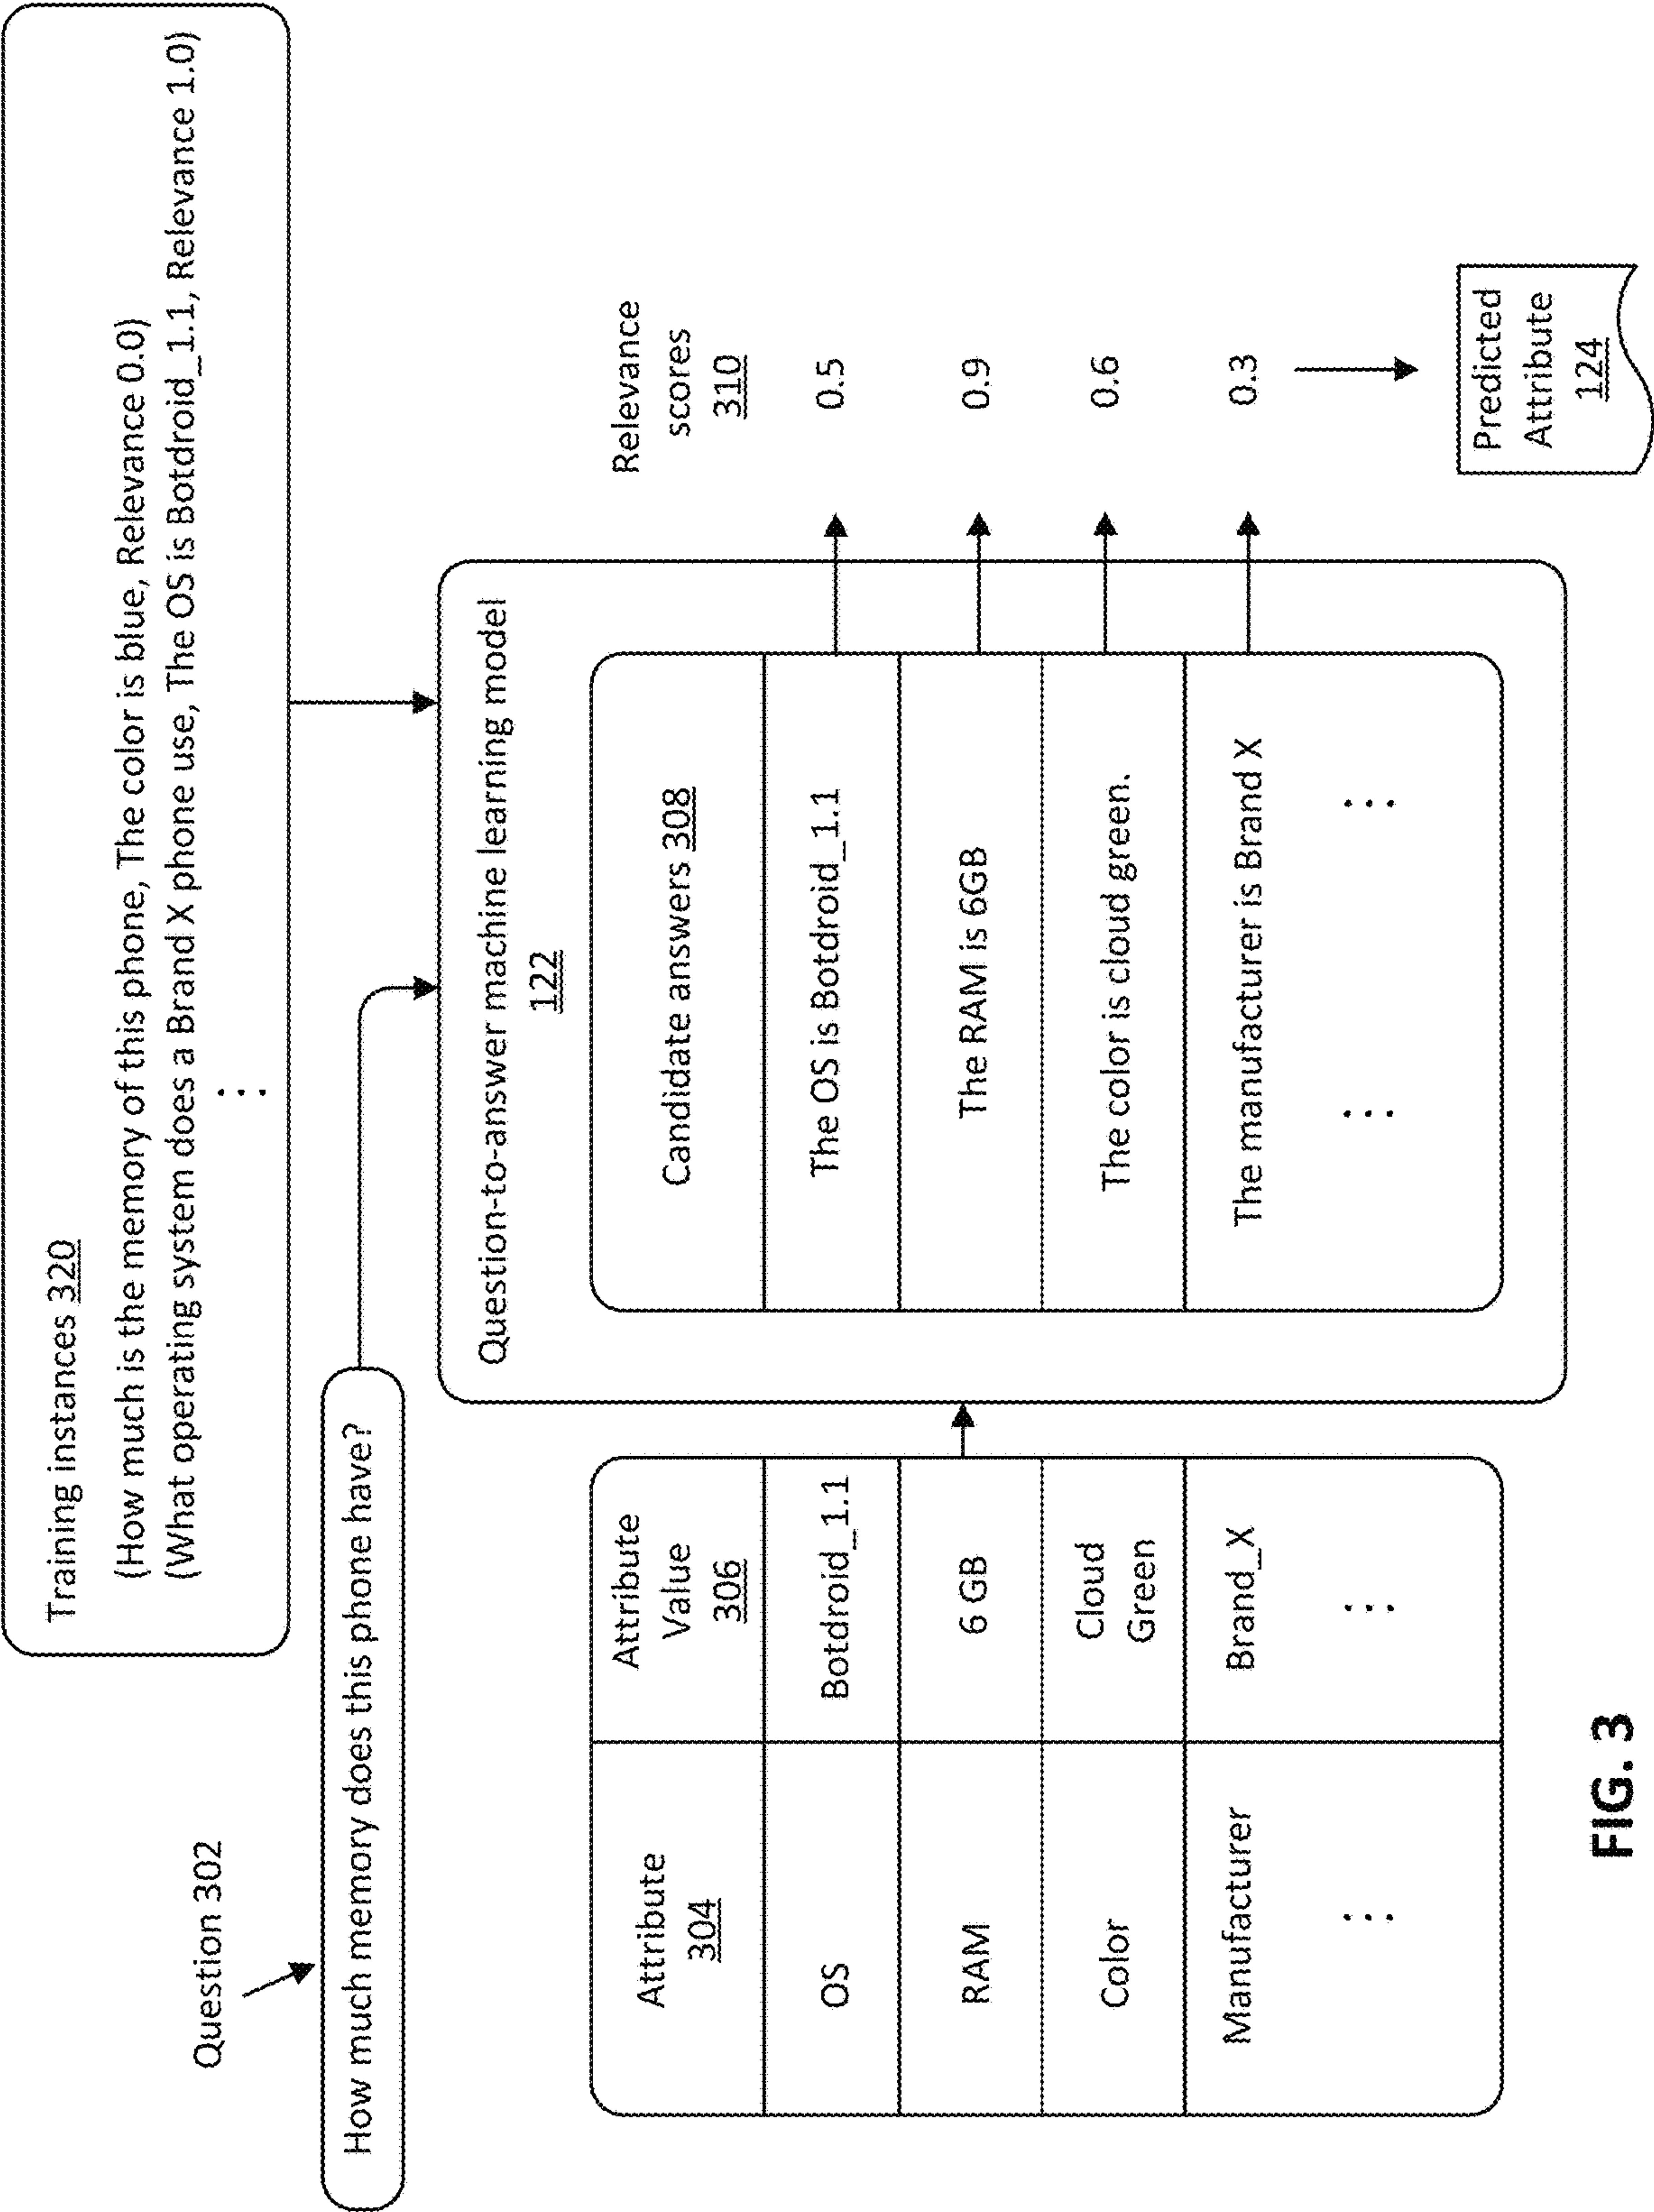 Training instances 320
(How much is the memory of this phone, The color is blue, Relevance 0.0)
(What operating system does a Brand X phone use, The OS is Botdroid_1.1, Relevance 1.0)
⋮
Question 302
How much memory does this phone have?
Attribute
304
Attribute
Value
306
OS
Botdroid_1.1
RAM
6 GB
Color
Cloud
Green
Manufacturer
Brand_X
⋮
⋮
Question-to-answer machine learning model
122
Candidate answers 308
The OS is Botdroid_1.1
The RAM is 6GB
The color is cloud green.
The manufacturer is Brand X
⋮
⋮
Relevance
scores
310
0.5
0.9
0.6
0.3
Predicted
Attribute
124
FIG. 3